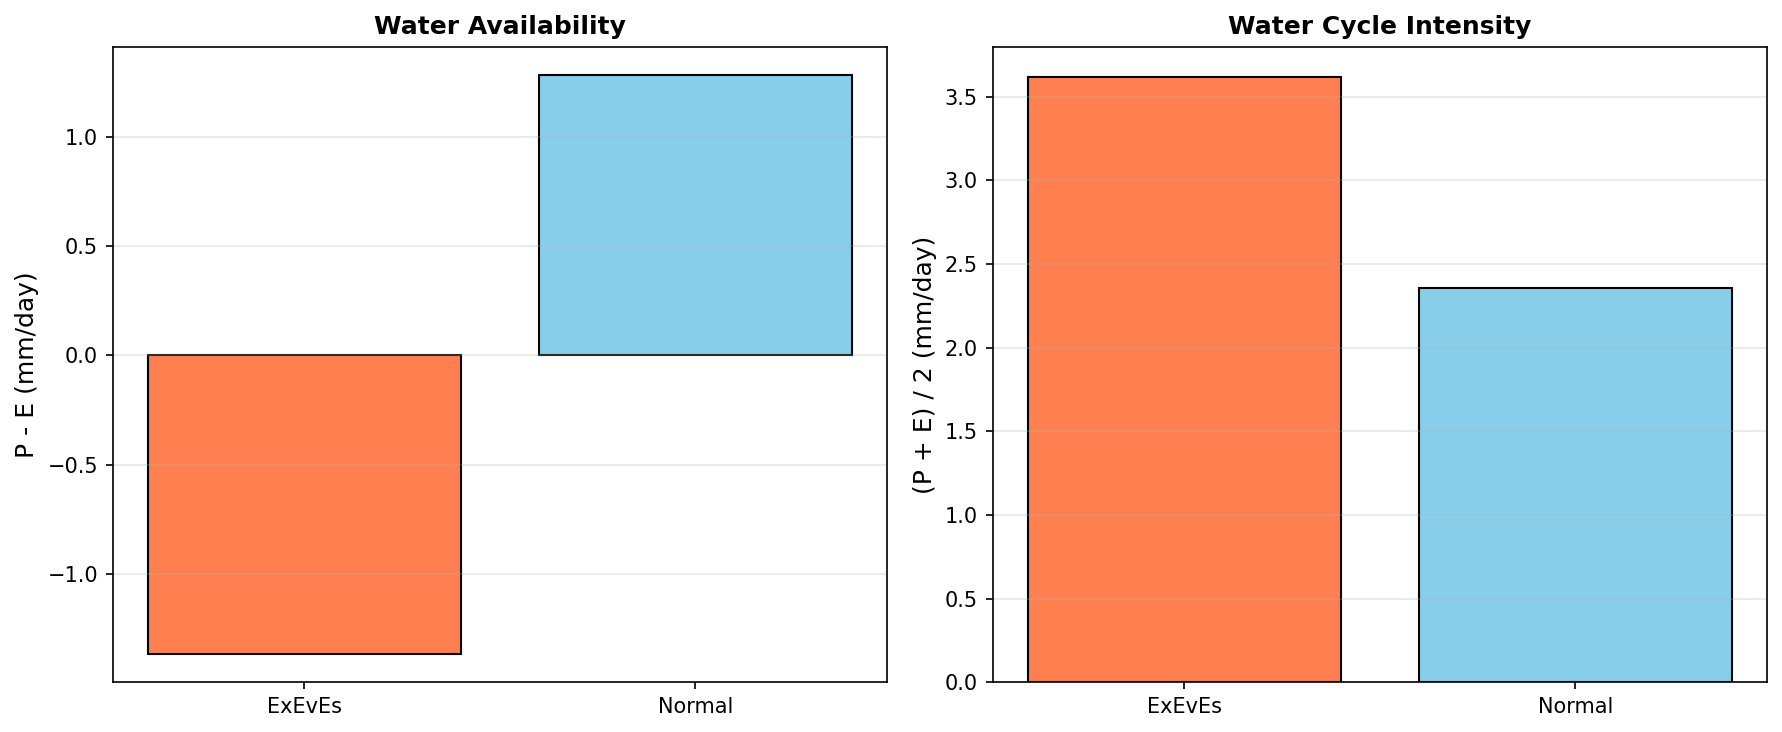 Water Availability
P - E (mm/day)
1.0
0.5
0.0
−0.5
−1.0
ExEvEs
Normal
Water Cycle Intensity
(P + E) / 2 (mm/day)
3.5
3.0
2.5
2.0
1.5
1.0
0.5
0.0
ExEvEs
Normal